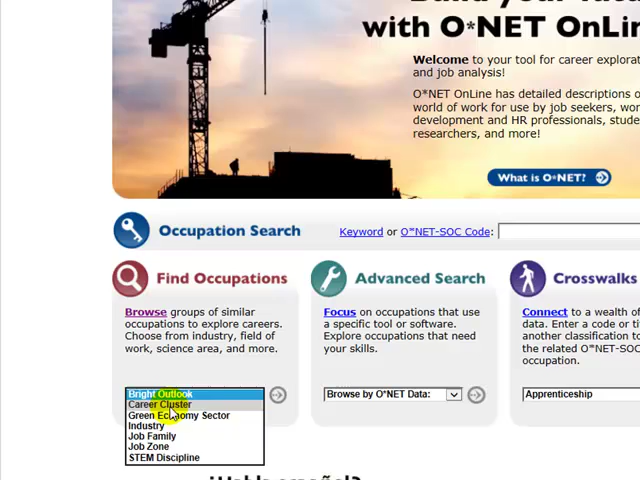 with O*NET OnLi
Welcome to your tool for career explorat
and job analysis!
O*NET OnLine has detailed descriptions o
world of work for use by job seekers, wor
development and HR professionals, stude
researchers, and more!
What is O*NET?
Occupation Search
Keyword or O*NET-SOC Code:
Find Occupations
Advanced Search
Crosswalks
Browse groups of similar
occupations to explore careers.
Choose from industry, field of
work, science area, and more.
Focus on occupations that use
a specific tool or software.
Explore occupations that need
your skills.
Connect to a wealth o
data. Enter a code or ti
another classification to
the related O*NET-SO
occupation.
Bright Outlook
Career Cluster
Green Economy Sector
Industry
Job Family
Job Zone
STEM Discipline
Browse by O*NET Data:
Apprenticeship
¿Habla español?